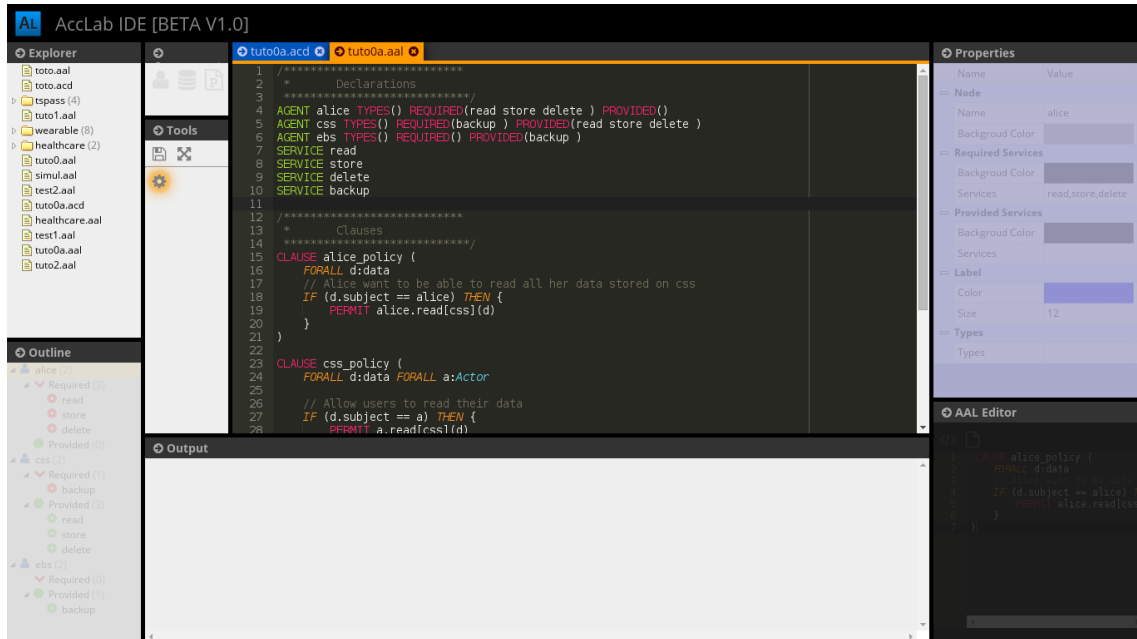 AL AccLab IDE [BETA V1.0]
Explorer
toto.aal
toto.acd
tspass (4)
tuto1.aal
wearable (8)
healthcare (2)
tuto0.aal
simul.aal
test2.aal
tuto0a.acd
healthcare.aal
test1.aal
tuto0a.aal
tuto2.aal
Outline
alice (2)
Required (3)
read
store
delete
Provided (0)
css (2)
Required (1)
backup
Provided (3)
read
store
delete
ebs (2)
Required (0)
Provided (1)
backup
Tools
tuto0a.acd tuto0a.aal
1 /***************************
2 * Declarations
3 ****************************/
4 AGENT alice TYPES() REQUIRED(read store delete ) PROVIDED()
5 AGENT css TYPES() REQUIRED(backup ) PROVIDED(read store delete )
6 AGENT ebs TYPES() REQUIRED() PROVIDED(backup )
7 SERVICE read
8 SERVICE store
9 SERVICE delete
10 SERVICE backup
11
12 /***************************
13 * Clauses
14 ****************************/
15 CLAUSE alice_policy (
16 FORALL d:data
17 // Alice want to be able to read all her data stored on css
18 IF (d.subject == alice) THEN {
19 PERMIT alice.read[css](d)
20 }
21 )
22
23 CLAUSE css_policy (
24 FORALL d:data FORALL a:Actor
25
26 // Allow users to read their data
27 IF (d.subject == a) THEN {
28 PERMIT a.read[css](d)
Output
Properties
Name Value
Node
Name alice
Backgroud Color
Required Services
Backgroud Color
Services read,store,delete
Provided Services
Backgroud Color
Services
Label
Color
Size 12
Types
Types
AAL Editor
1 CLAUSE alice_policy (
2 FORALL d:data
3 // Alice want to be able
4 IF (d.subject == alice)
5 PERMIT alice.read[css
6 }
7 )